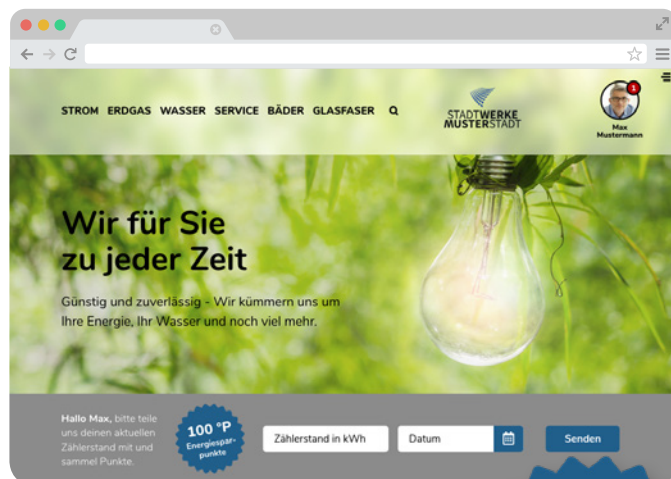 STROM ERDGAS WASSER SERVICE BÄDER GLASFASER
STADTWERKE
MUSTERSTADT
1
Max
Mustermann
Wir für Sie
zu jeder Zeit
Günstig und zuverlässig - Wir kümmern uns um
Ihre Energie, Ihr Wasser und noch viel mehr.
Hallo Max, bitte teile
uns deinen aktuellen
Zählerstand mit und
sammel Punkte.
100 °P
Energiespar-
punkte
Zählerstand in kWh
Datum
Senden